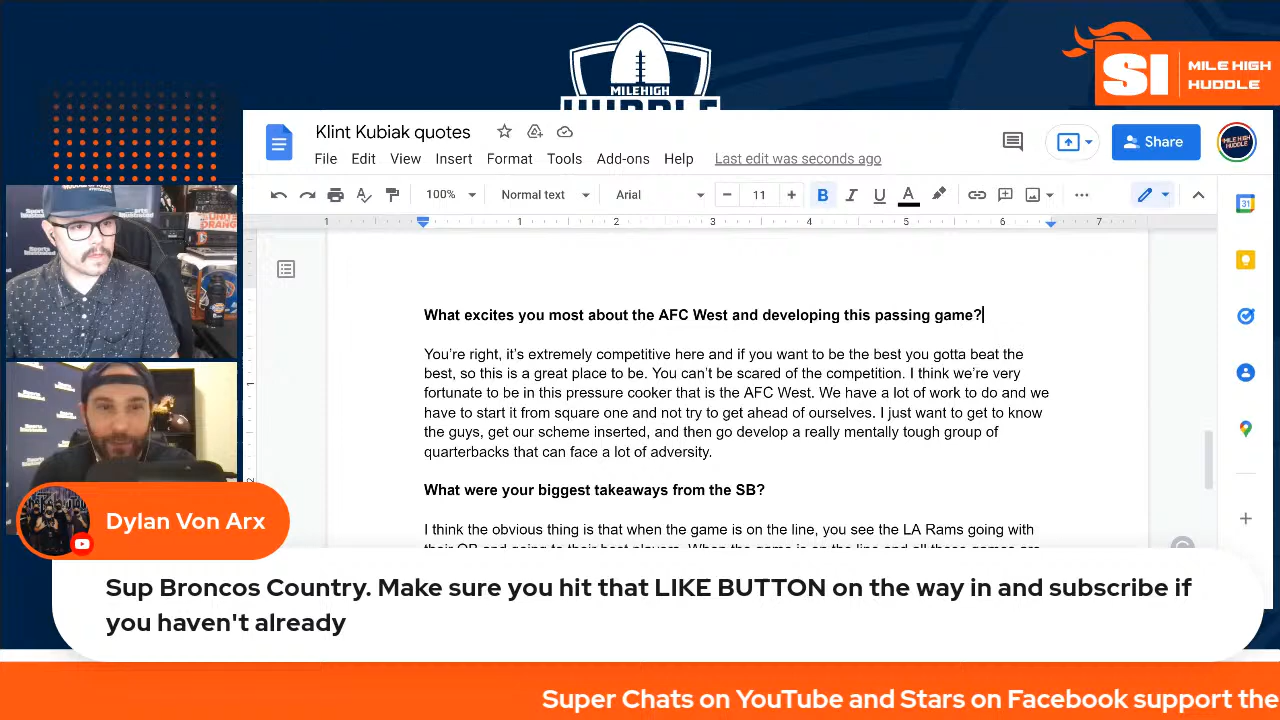 MILE HIGH
HUDDLE
SI
MILE HIGH
HUDDLE
Klint Kubiak quotes
File Edit View Insert Format Tools Add-ons Help Last edit was seconds ago
Share
100% Normal text Arial 11 B I U A
1 1 2 3 4 5 6 7
31
1
What excites you most about the AFC West and developing this passing game?
You're right, it's extremely competitive here and if you want to be the best you gotta beat the
best, so this is a great place to be. You can't be scared of the competition. I think we're very
fortunate to be in this pressure cooker that is the AFC West. We have a lot of work to do and we
have to start it from square one and not try to get ahead of ourselves. I just want to get to know
the guys, get our scheme inserted, and then go develop a really mentally tough group of
quarterbacks that can face a lot of adversity.
What were your biggest takeaways from the SB?
I think the obvious thing is that when the game is on the line, you see the LA Rams going with
Dylan Von Arx
Sup Broncos Country. Make sure you hit that LIKE BUTTON on the way in and subscribe if
you haven't already
Super Chats on YouTube and Stars on Facebook support the